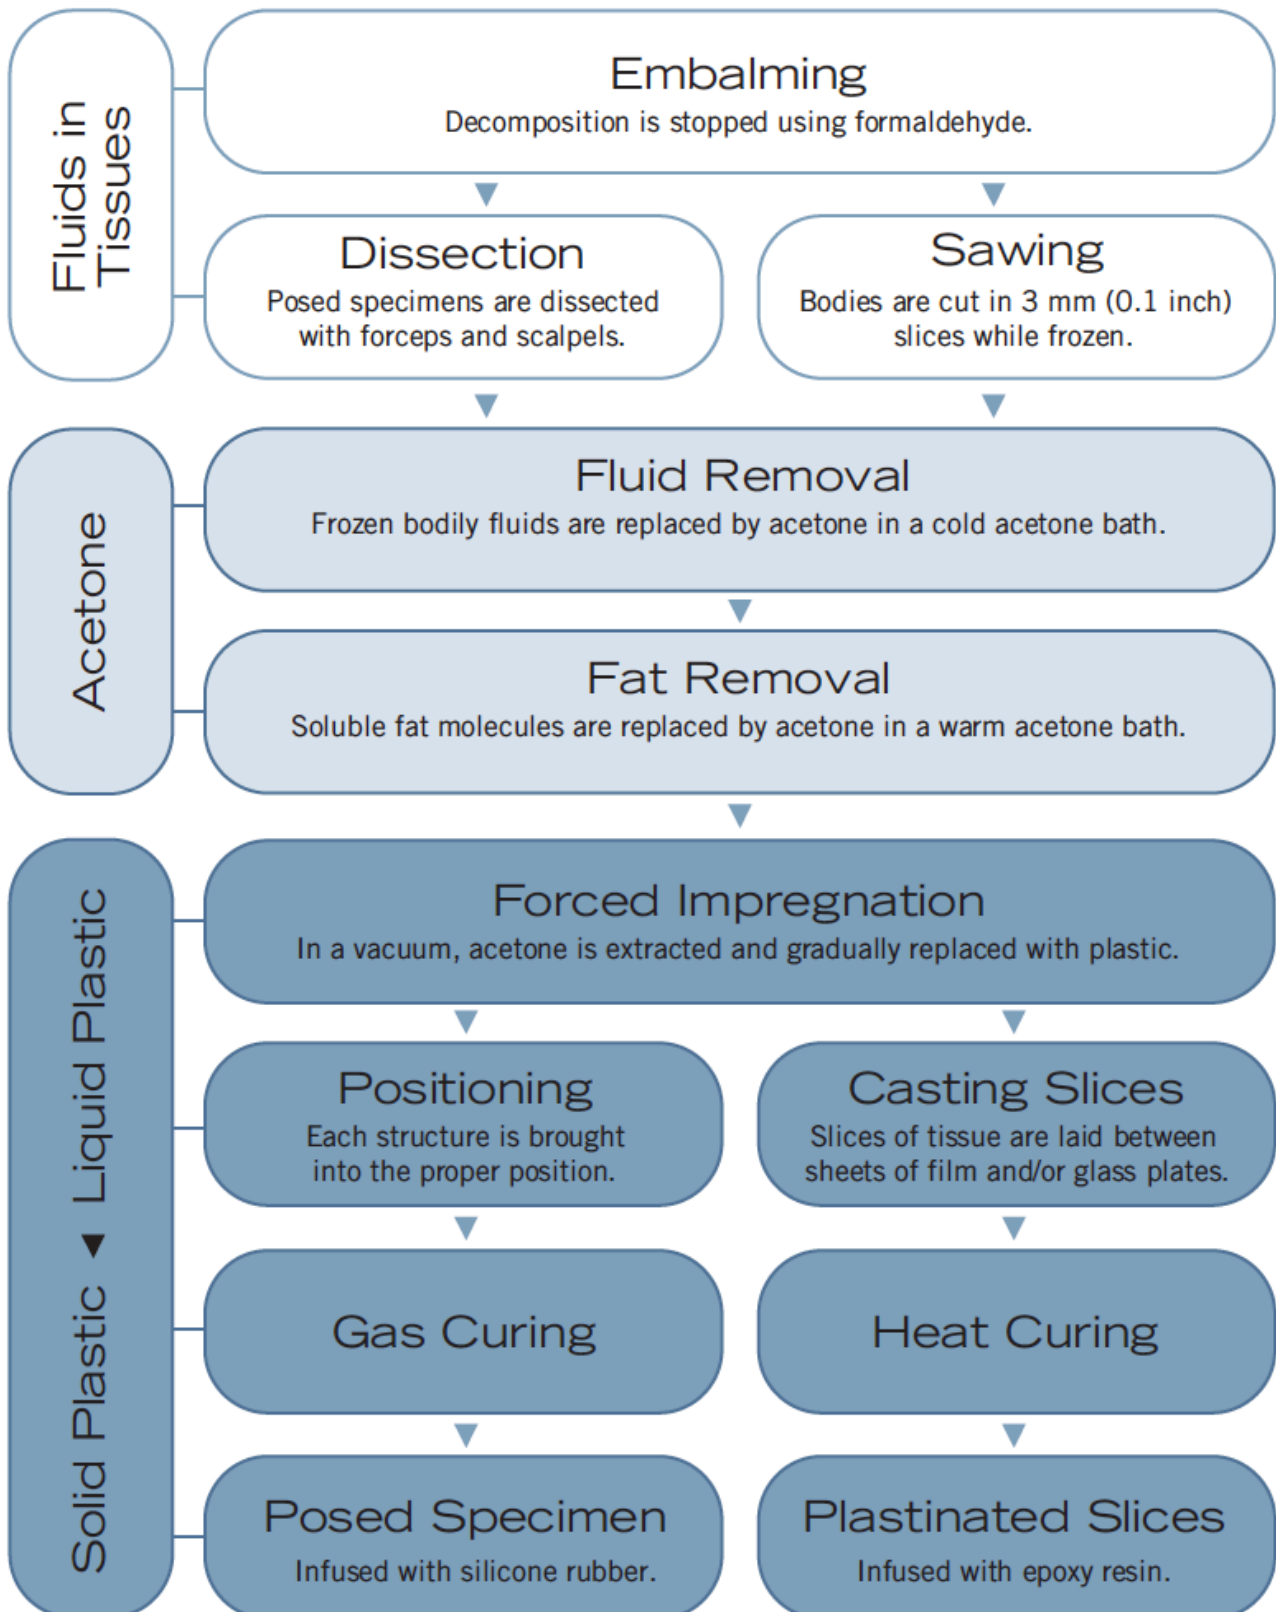 Fluids in
Tissues
Embalming
Decomposition is stopped using formaldehyde.
Dissection
Posed specimens are dissected
with forceps and scalpels.
Sawing
Bodies are cut in 3 mm (0.1 inch)
slices while frozen.
Acetone
Fluid Removal
Frozen bodily fluids are replaced by acetone in a cold acetone bath.
Fat Removal
Soluble fat molecules are replaced by acetone in a warm acetone bath.
Solid Plastic ◀ Liquid Plastic
Forced Impregnation
In a vacuum, acetone is extracted and gradually replaced with plastic.
Positioning
Each structure is brought
into the proper position.
Casting Slices
Slices of tissue are laid between
sheets of film and/or glass plates.
Gas Curing
Heat Curing
Posed Specimen
Infused with silicone rubber.
Plastinated Slices
Infused with epoxy resin.